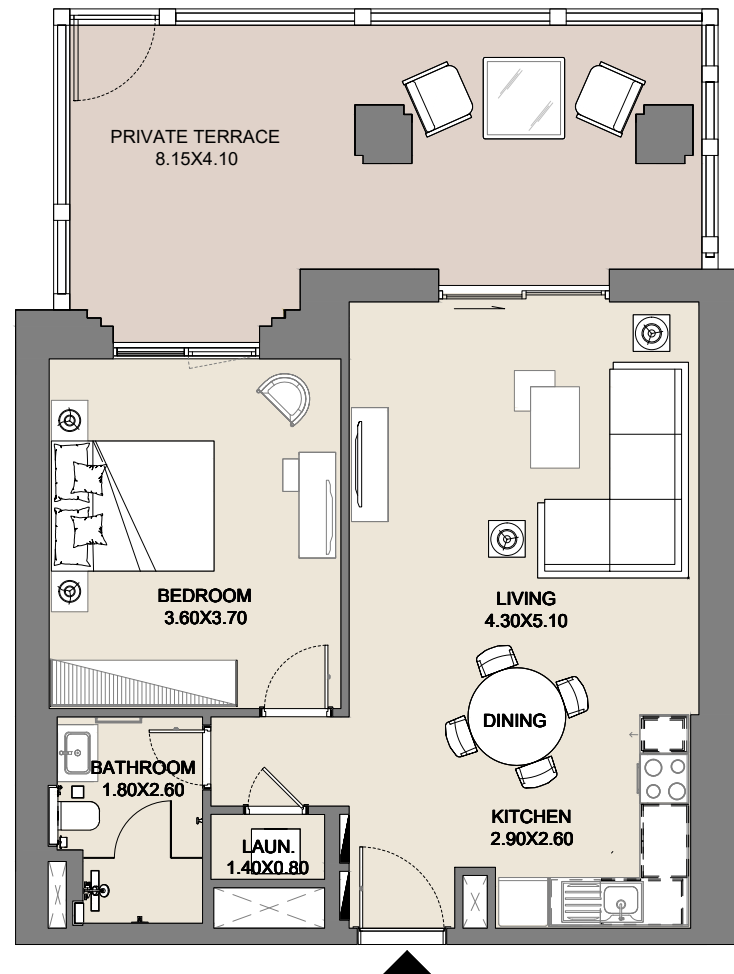 PRIVATE TERRACE
8.15X4.10
BEDROOM
3.60X3.70
LIVING
4.30X5.10
DINING
BATHROOM
1.80X2.60
KITCHEN
2.90X2.60
LAUN.
1.40X0.80